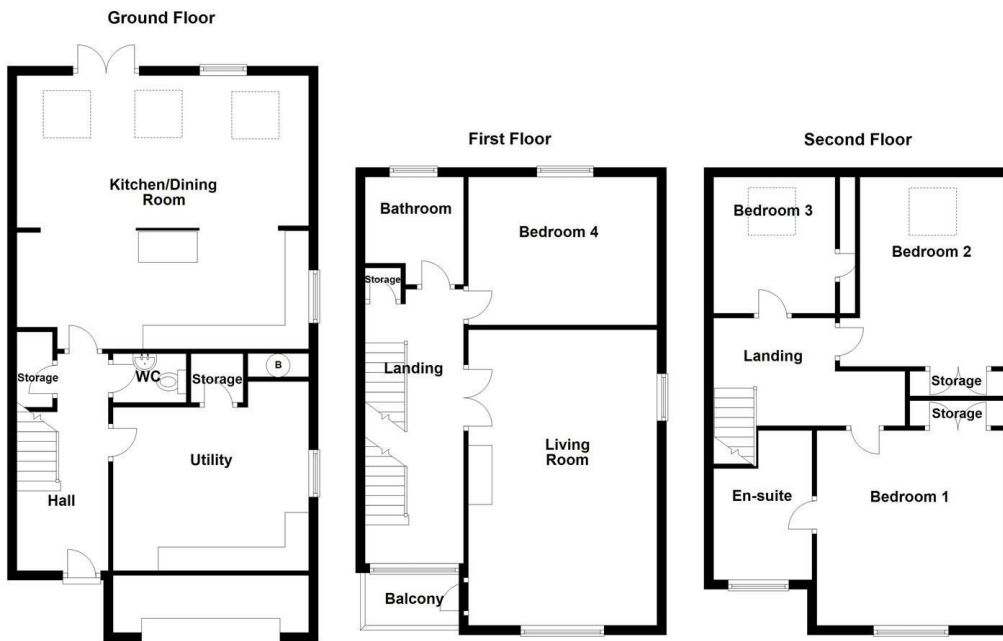 Ground Floor
Kitchen/Dining
Room
Storage
WC
Storage
B
Utility
Hall
First Floor
Bathroom
Bedroom 4
Storage
Landing
Living
Room
Balcony
Second Floor
Bedroom 3
Bedroom 2
Landing
Storage
Storage
En-suite
Bedroom 1